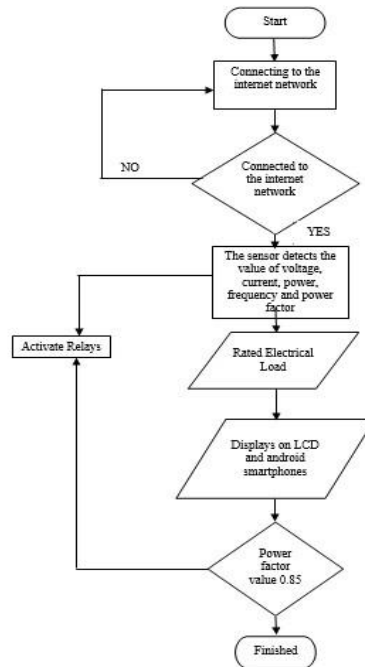 Start
Connecting to the
internet network
Connected to
the internet
network
NO
YES
The sensor detects the
value of voltage,
current, power,
frequency and power
factor
Activate Relays
Rated Electrical
Load
Displays on LCD
and android
smartphones
Power
factor
value 0.85
Finished